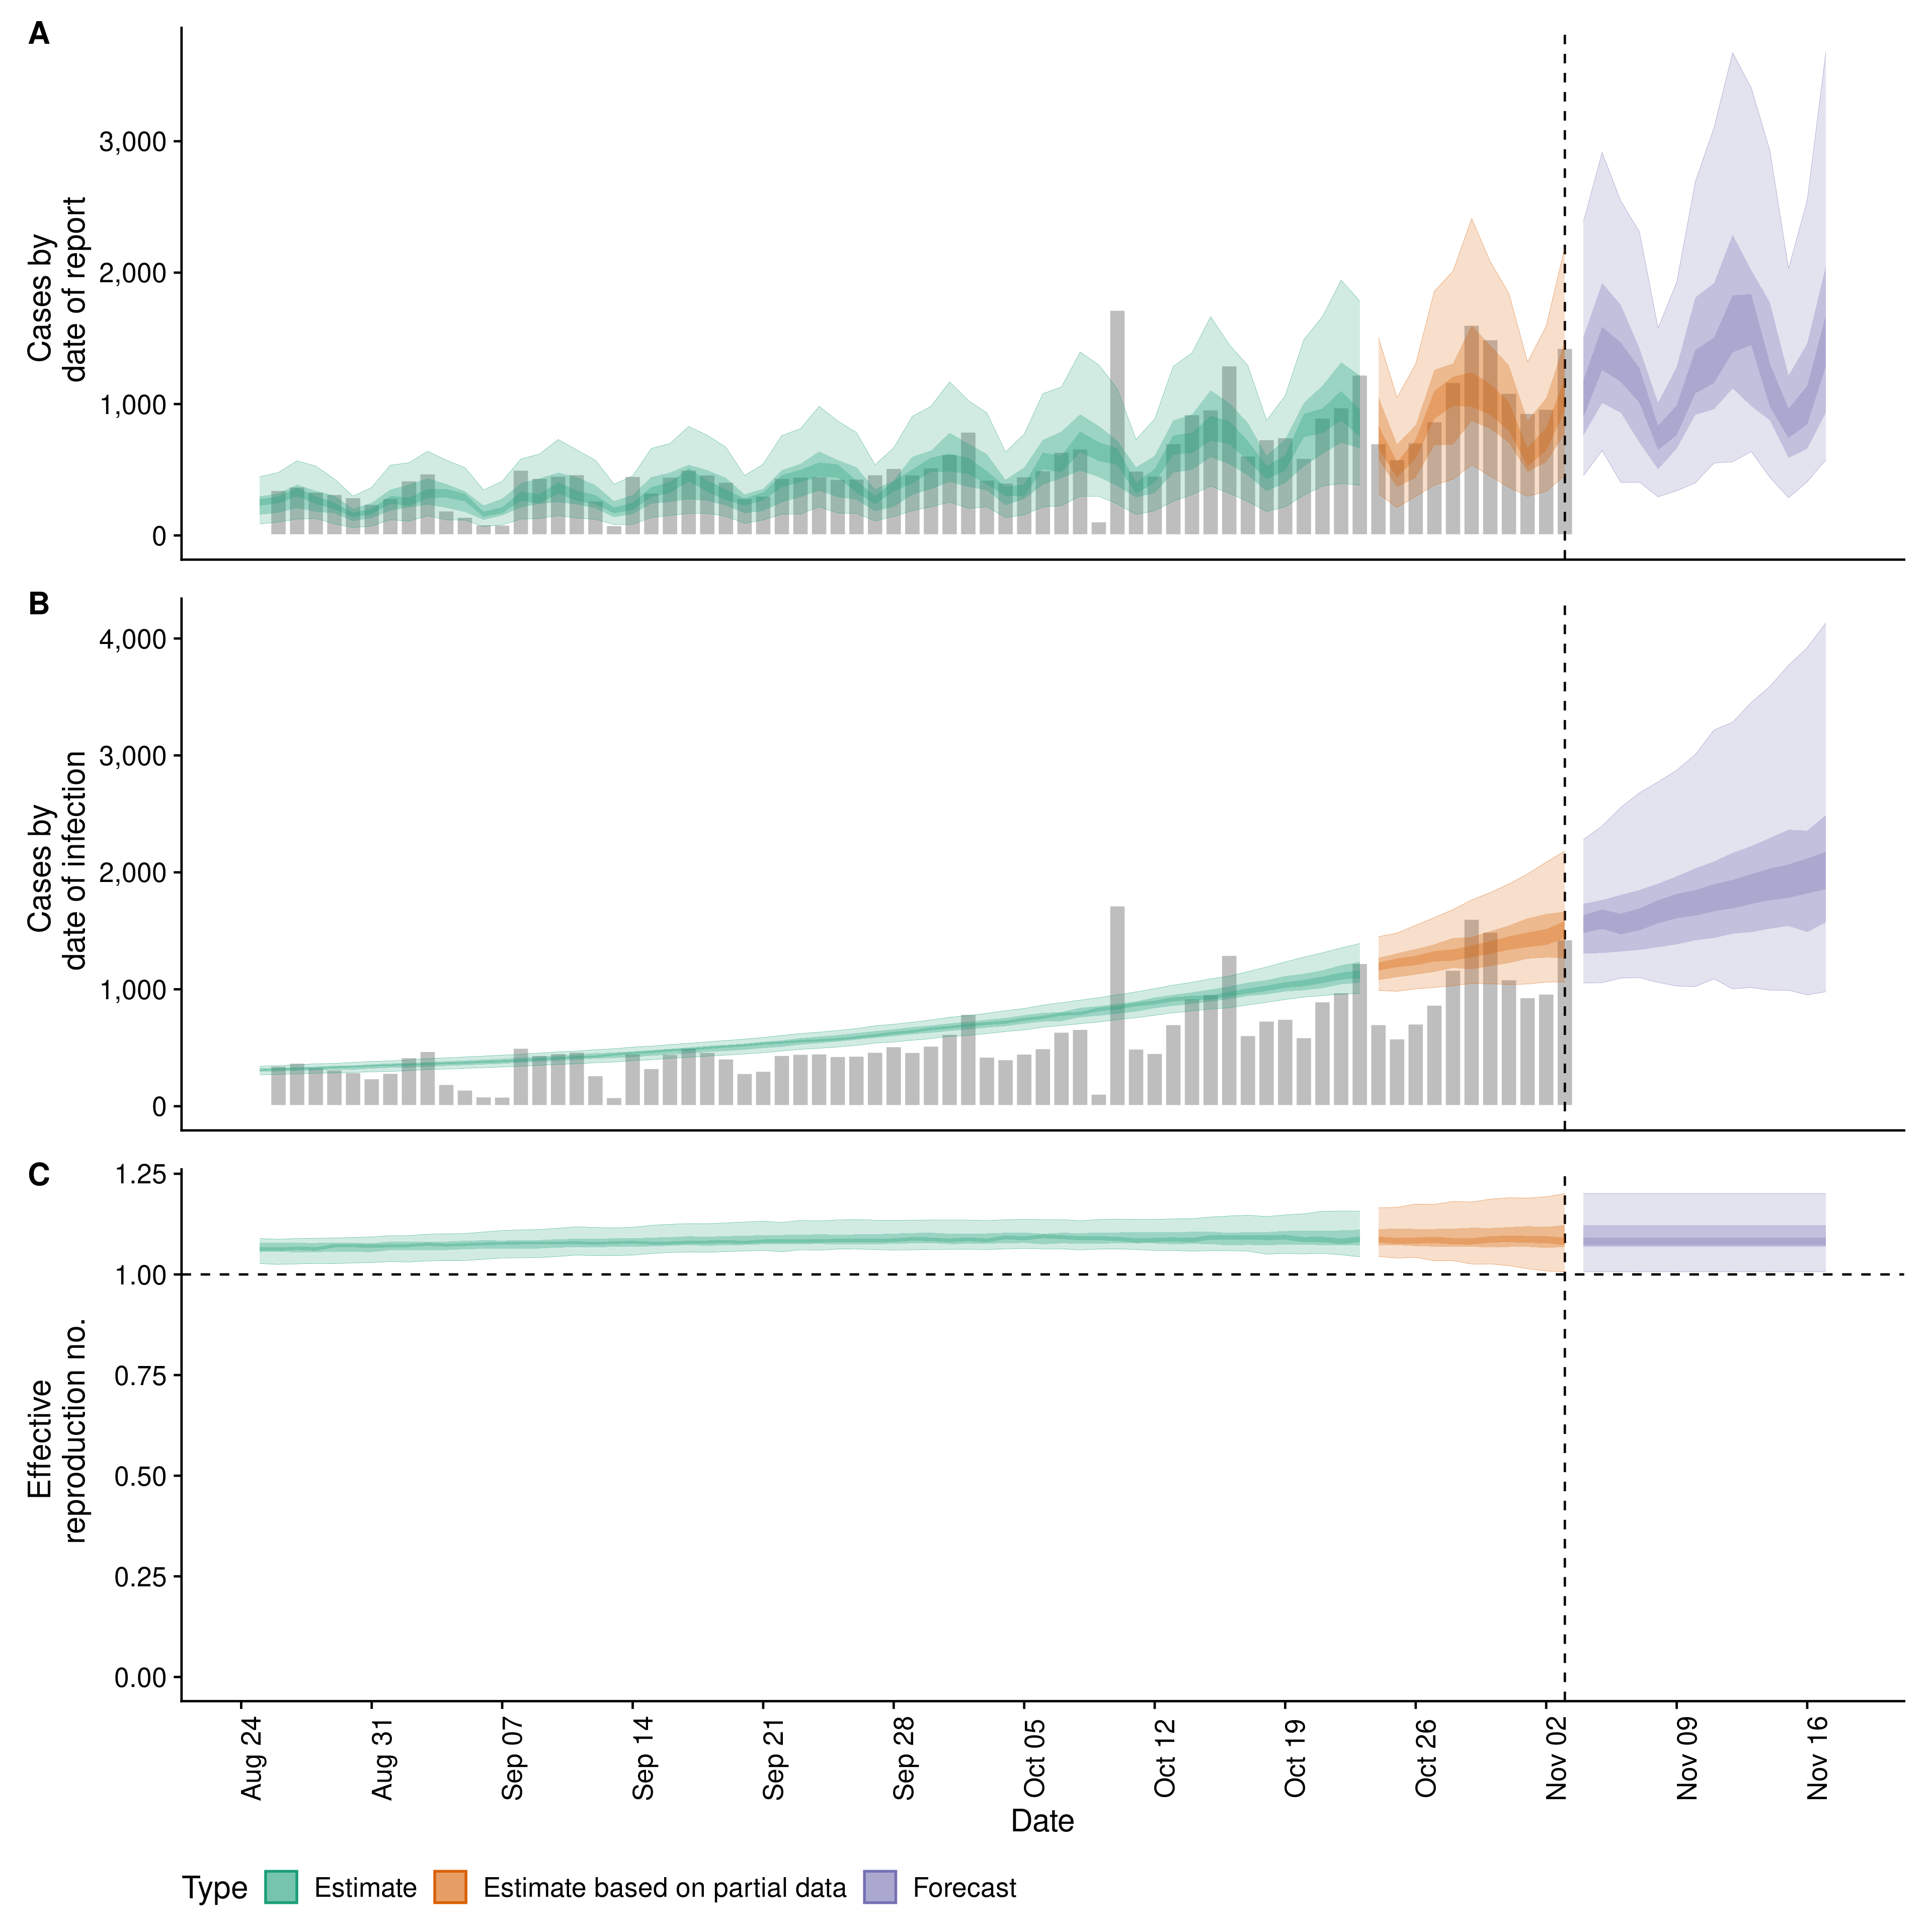 A
Cases by
date of report
3,000
2,000
1,000
0
B
Cases by
date of infection
4,000
3,000
2,000
1,000
0
C
Effective
reproduction no.
1.25
1.00
0.75
0.50
0.25
0.00
Aug 24
Aug 31
Sep 07
Sep 14
Sep 21
Sep 28
Oct 05
Oct 12
Oct 19
Oct 26
Nov 02
Nov 09
Nov 16
Date
Type Estimate Estimate based on partial data Forecast